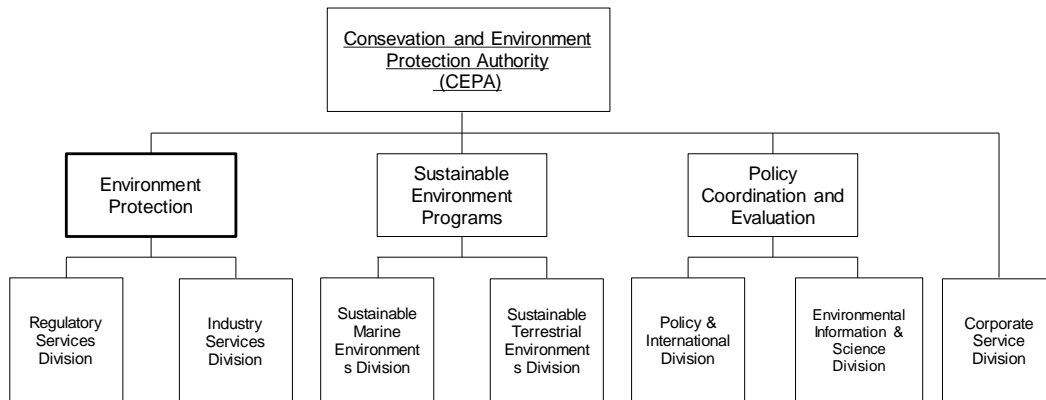 Consevation and Environment
Protection Authority
(CEPA)
Environment
Protection
Sustainable
Environment
Programs
Policy
Coordination and
Evaluation
Regulatory
Services
Division
Industry
Services
Division
Sustainable
Marine
Environment
s Division
Sustainable
Terrestrial
Environment
s Division
Policy &
International
Division
Environmental
Information &
Science
Division
Corporate
Service Division